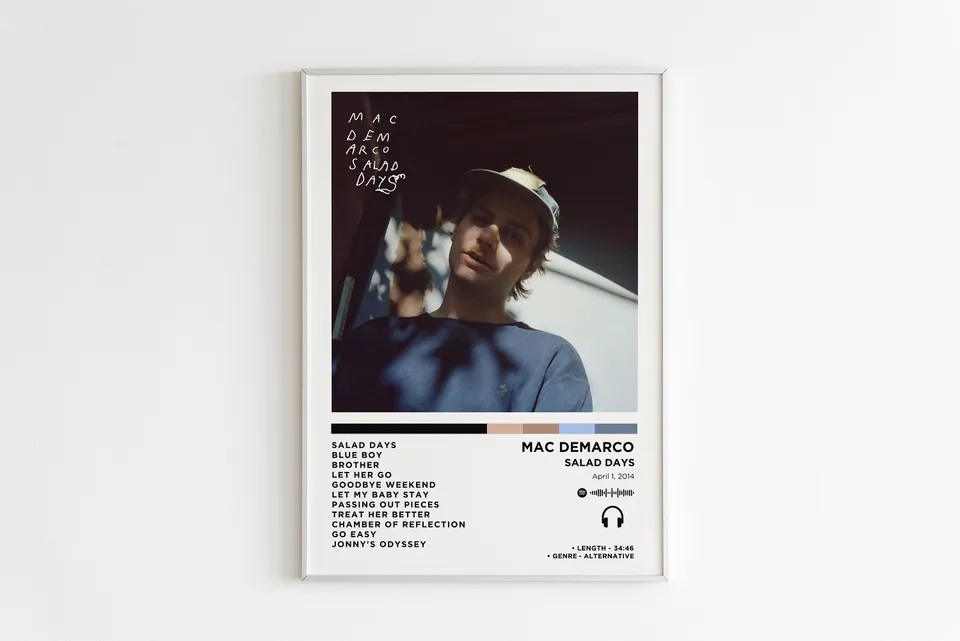 MAC
DEM
ARCO
SALAD
DAYS
SALAD DAYS
BLUE BOY
BROTHER
LET HER GO
GOODBYE WEEKEND
LET MY BABY STAY
PASSING OUT PIECES
TREAT HER BETTER
CHAMBER OF REFLECTION
GO EASY
JONNY'S ODYSSEY
MAC DEMARCO
SALAD DAYS
April 1, 2014
• LENGTH - 34:46
• GENRE - ALTERNATIVE